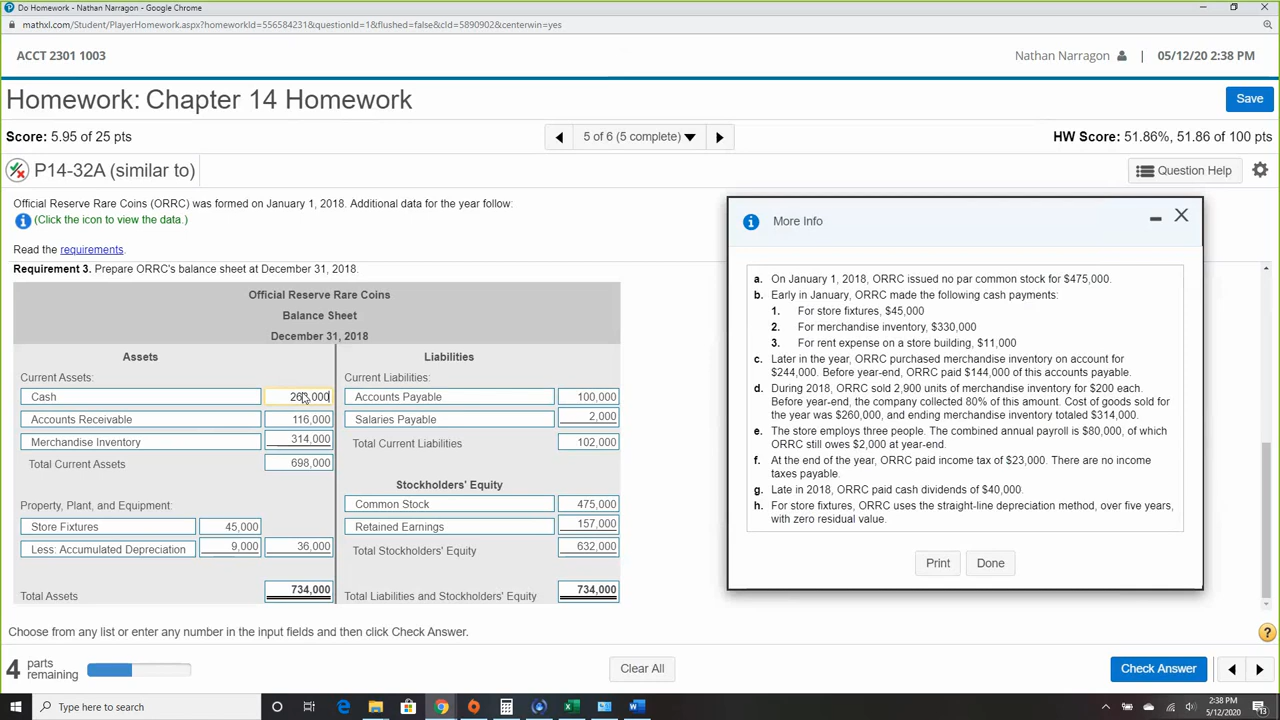 Do Homework - Nathan Narragon - Google Chrome
mathxl.com/Student/PlayerHomework.aspx?homeworkId=556584231&questionId=1&flushed=false&cId=5890902&centerwin=yes
ACCT 2301 1003
Nathan Narragon | 05/12/20 2:38 PM
Homework: Chapter 14 Homework
Save
Score: 5.95 of 25 pts
5 of 6 (5 complete)
HW Score: 51.86%, 51.86 of 100 pts
P14-32A (similar to)
Question Help
Official Reserve Rare Coins (ORRC) was formed on January 1, 2018. Additional data for the year follow:
(Click the icon to view the data.)
Read the requirements.
Requirement 3. Prepare ORRC's balance sheet at December 31, 2018.
Official Reserve Rare Coins
Balance Sheet
December 31, 2018
Assets
Liabilities
Current Assets:
Current Liabilities:
Cash
Accounts Payable 100,000
Accounts Receivable 116,000
Salaries Payable 2,000
Merchandise Inventory 314,000
Total Current Liabilities 102,000
Total Current Assets 698,000
Stockholders' Equity
Property, Plant, and Equipment:
Common Stock 475,000
Store Fixtures 45,000
Retained Earnings 157,000
Less: Accumulated Depreciation 9,000 36,000
Total Stockholders' Equity 632,000
Total Assets 734,000
Total Liabilities and Stockholders' Equity 734,000
More Info
a. On January 1, 2018, ORRC issued no par common stock for $475,000.
b. Early in January, ORRC made the following cash payments:
1. For store fixtures, $45,000
2. For merchandise inventory, $330,000
3. For rent expense on a store building, $11,000
c. Later in the year, ORRC purchased merchandise inventory on account for
$244,000. Before year-end, ORRC paid $144,000 of this accounts payable.
d. During 2018, ORRC sold 2,900 units of merchandise inventory for $200 each.
Before year-end, the company collected 80% of this amount. Cost of goods sold for
the year was $260,000, and ending merchandise inventory totaled $314,000.
e. The store employs three people. The combined annual payroll is $80,000, of which
ORRC still owes $2,000 at year-end.
f. At the end of the year, ORRC paid income tax of $23,000. There are no income
taxes payable.
g. Late in 2018, ORRC paid cash dividends of $40,000.
h. For store fixtures, ORRC uses the straight-line depreciation method, over five years,
with zero residual value.
Print
Done
Choose from any list or enter any number in the input fields and then click Check Answer.
4 parts
remaining
Clear All
Check Answer
Type here to search
2:38 PM
5/12/2020